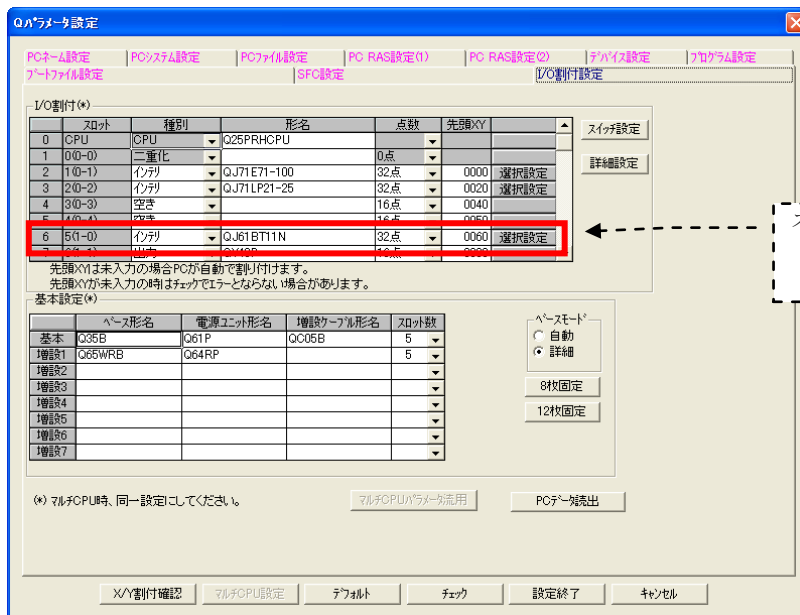 Qﾊﾟﾗﾒｰﾀ設定
PCﾈｰﾑ設定 PCｼｽﾃﾑ設定 PCﾌｧｲﾙ設定 PC RAS設定(1) PC RAS設定(2) ﾃﾞﾊﾞｲｽ設定 ﾌﾟﾛｸﾞﾗﾑ設定
ﾌﾞｰﾄﾌｧｲﾙ設定 SFC設定 I/O割付設定
I/O割付(*)
ｽﾛｯﾄ 種別 形名 点数 先頭XY
0 CPU CPU Q25PRHCPU
1 0(0-0) 二重化 0点
2 1(0-1) ｲﾝﾃﾘ QJ71E71-100 32点 0000 選択設定
3 2(0-2) ｲﾝﾃﾘ QJ71LP21-25 32点 0020 選択設定
4 3(0-3) 空き 16点 0040
5 4(0-4) 空き 16点 0050
6 5(1-0) ｲﾝﾃﾘ QJ61BT11N 32点 0060 選択設定
ｽｲｯﾁ設定
詳細設定
先頭XYは未入力の場合PCが自動で割り付けます。
先頭XYが未入力の時はﾁｪｯｸでｴﾗｰとならない場合があります。
基本設定(*)
ﾍﾞｰｽ形名 電源ﾕﾆｯﾄ形名 増設ｹｰﾌﾞﾙ形名 ｽﾛｯﾄ数
基本 Q35B Q61P QC05B 5
増設1 Q65WRB Q64RP 5
増設2
増設3
増設4
増設5
増設6
増設7
ﾍﾞｰｽﾓｰﾄﾞ
自動
詳細
8枚固定
12枚固定
(*) ﾏﾙﾁCPU時、同一設定にしてください。
ﾏﾙﾁCPUﾊﾟﾗﾒｰﾀ流用 PCﾃﾞｰﾀ読出
X/Y割付確認 ﾏﾙﾁCPU設定 ﾃﾞﾌｫﾙﾄ ﾁｪｯｸ 設定終了 ｷｬﾝｾﾙ